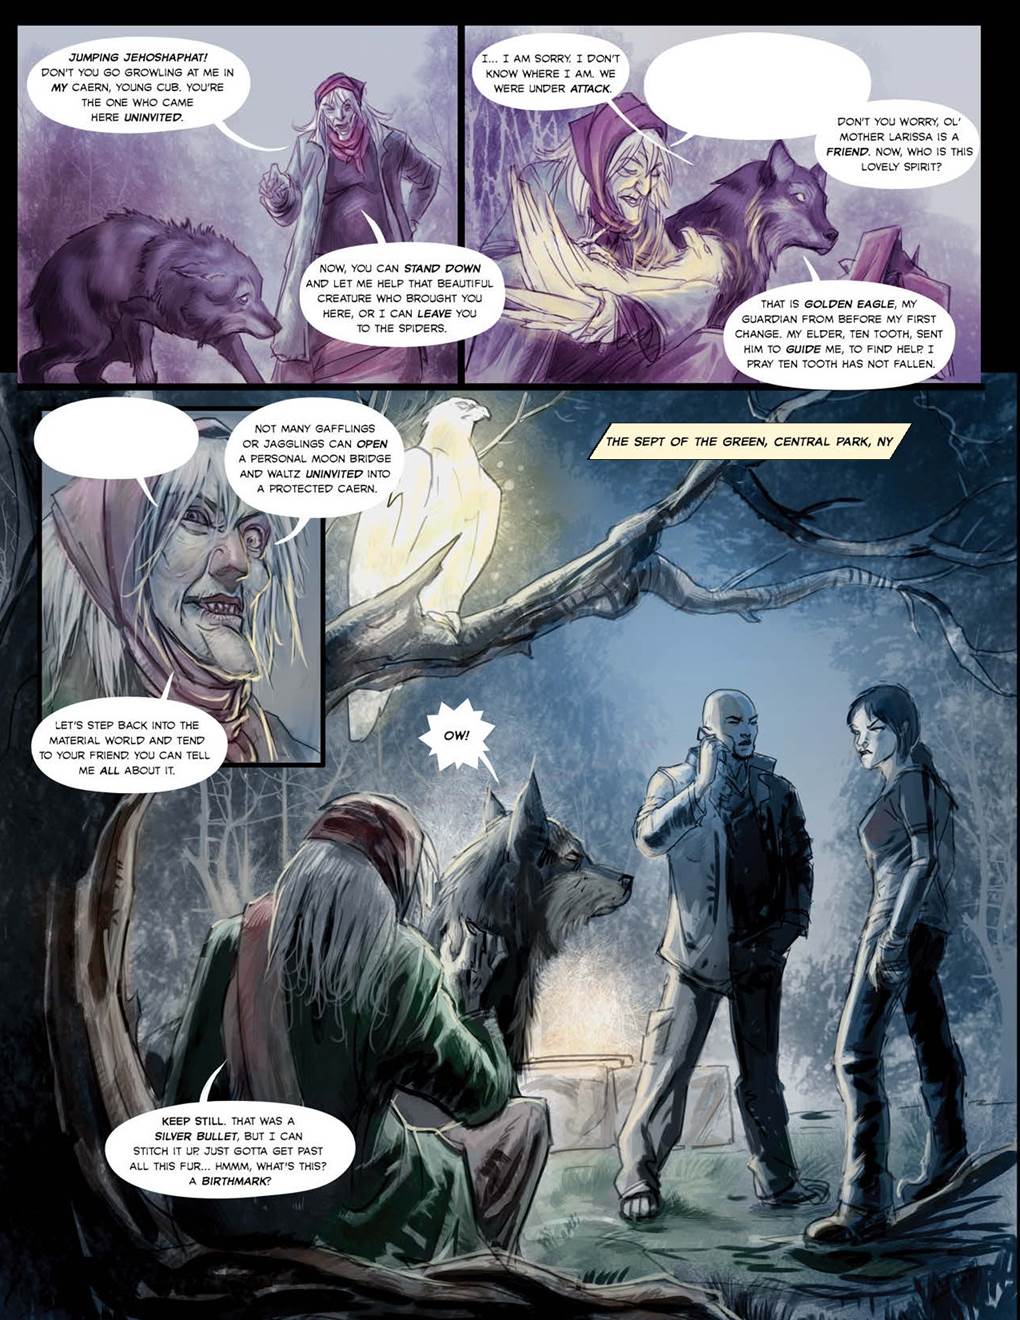 JUMPING JEHOSHAPHAT!
DON'T YOU GO GROWLING AT ME IN
MY CAERN, YOUNG CUB. YOU'RE
THE ONE WHO CAME
HERE UNINVITED.
NOW, YOU CAN STAND DOWN
AND LET ME HELP THAT BEAUTIFUL
CREATURE WHO BROUGHT YOU
HERE, OR I CAN LEAVE YOU
TO THE SPIDERS.
I... I AM SORRY. I DON'T
KNOW WHERE I AM. WE
WERE UNDER ATTACK.
DON'T YOU WORRY, OL'
MOTHER LARISSA IS A
FRIEND. NOW, WHO IS THIS
LOVELY SPIRIT?
THAT IS GOLDEN EAGLE, MY
GUARDIAN FROM BEFORE MY FIRST
CHANGE. MY ELDER, TEN TOOTH, SENT
HIM TO GUIDE ME, TO FIND HELP. I
PRAY TEN TOOTH HAS NOT FALLEN.
NOT MANY GAFFLINGS
OR JAGGLINGS CAN OPEN
A PERSONAL MOON BRIDGE
AND WALTZ UNINVITED INTO
A PROTECTED CAERN.
LET'S STEP BACK INTO THE
MATERIAL WORLD AND TEND
TO YOUR FRIEND. YOU CAN TELL
ME ALL ABOUT IT.
THE SEPT OF THE GREEN, CENTRAL PARK, NY
OW!
KEEP STILL. THAT WAS A
SILVER BULLET, BUT I CAN
STITCH IT UP. JUST GOTTA GET PAST
ALL THIS FUR... HMMM, WHAT'S THIS?
A BIRTHMARK?